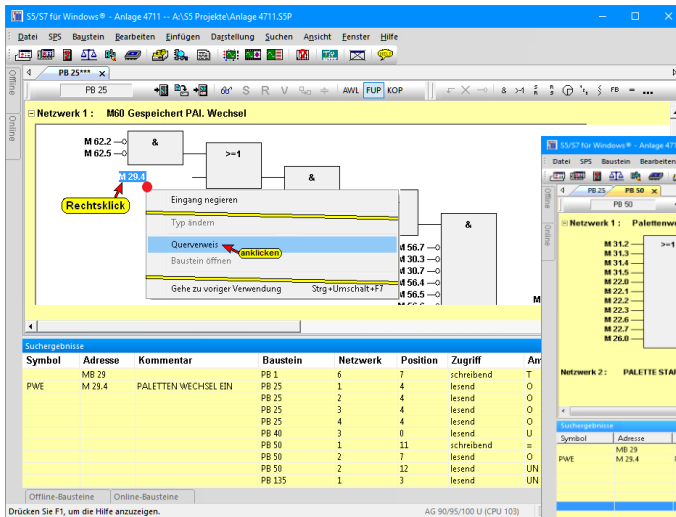 S5/S7 für Windows® - Anlage 4711 -- A:\S5 Projekte\Anlage 4711.S5P
Datei SPS Baustein Bearbeiten Einfügen Darstellung Suchen Ansicht Fenster Hilfe
PB 25*** x
PB 25
S R V
AWL FUP KOP
& FB = ...
Offline
Online
Netzwerk 1 : M60 Gespeichert PAI. Wechsel
M 62.2
M 62.5
&
>=1
M 29.4
&
Rechtsklick
Eingang negieren
Typ ändern
Querverweis
anklicken
Baustein öffnen
Gehe zu voriger Verwendung Strg+Umschalt+F7
&
M 56.7
M 30.3
M 30.7
M 56.4
M 56.5
M
Suchergebnisse
Symbol Adresse Kommentar Baustein Netzwerk Position Zugriff An
MB 29 PB 1 6 7 schreibend T
PWE M 29.4 PALETTEN WECHSEL EIN PB 25 1 4 lesend O
PB 25 2 4 lesend O
PB 25 3 4 lesend O
PB 25 4 4 lesend O
PB 40 3 0 lesend U
PB 50 1 11 schreibend =
PB 50 2 7 lesend O
PB 50 2 12 lesend UN
PB 135 1 3 lesend UN
Offline-Bausteine Online-Bausteine
Drücken Sie F1, um die Hilfe anzuzeigen. AG 90/95/100 U (CPU 103)
S5/S7 für Windows® - Anlage 47
Datei SPS Baustein Bearbeiten
PB 25 PB 50 x
PB 50
Offline
Online
Netzwerk 1 : Palettenw
M 31.2
M 31.3
M 31.4
M 31.5
M 22.0
M 22.1
M 22.2
M 22.3
M 22.6
M 22.7
M 26.0
>=1
Netzwerk 2 : PALETTE STAR
Suchergebnisse
Symbol Adresse
MB 29
PWE M 29.4